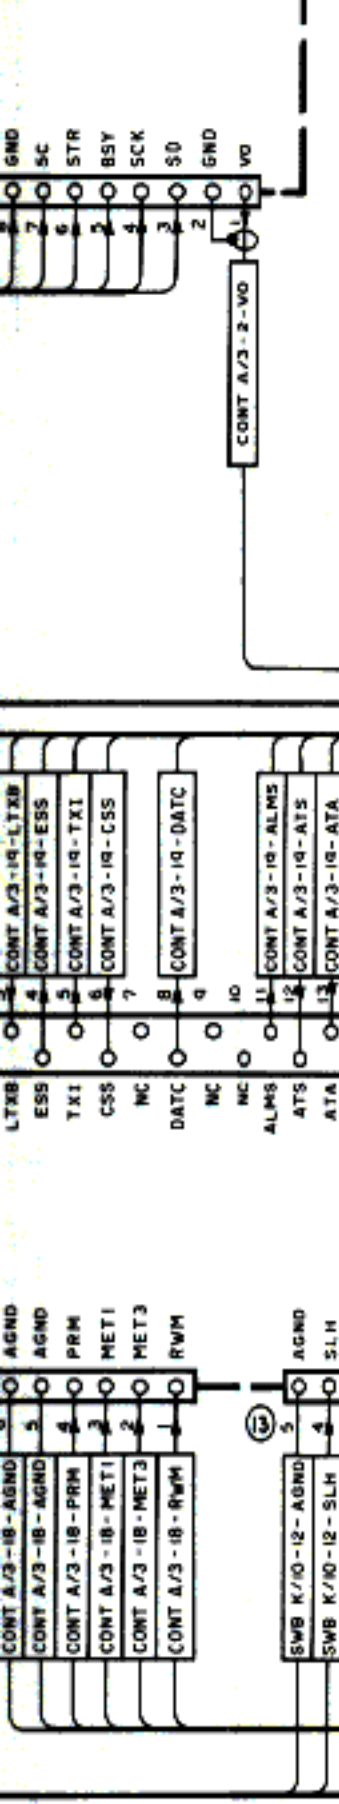 GND
SC
STR
BSY
SCK
SO
GND
VO
8
7
6
5
4
3
2
1
CONT A/3-2-VO
CONT A/3-19-LTXB
CONT A/3-19-ESS
CONT A/3-19-TXI
CONT A/3-19-CSS
CONT A/3-19-DATC
CONT A/3-19-ALMS
CONT A/3-19-ATS
CONT A/3-19-ATA
3
4
5
6
7
8
9
10
11
12
13
LTXB
ESS
TXI
CSS
NC
DATC
NC
NC
ALMS
ATS
ATA
AGND
AGND
PRM
MET1
MET3
RWM
AGND
SLH
6
5
4
3
2
1
13
5
4
CONT A/3-18-AGND
CONT A/3-18-AGND
CONT A/3-18-PRM
CONT A/3-18-MET1
CONT A/3-18-MET3
CONT A/3-18-RWM
SWB K/10-12-AGND
SWB K/10-12-SLH